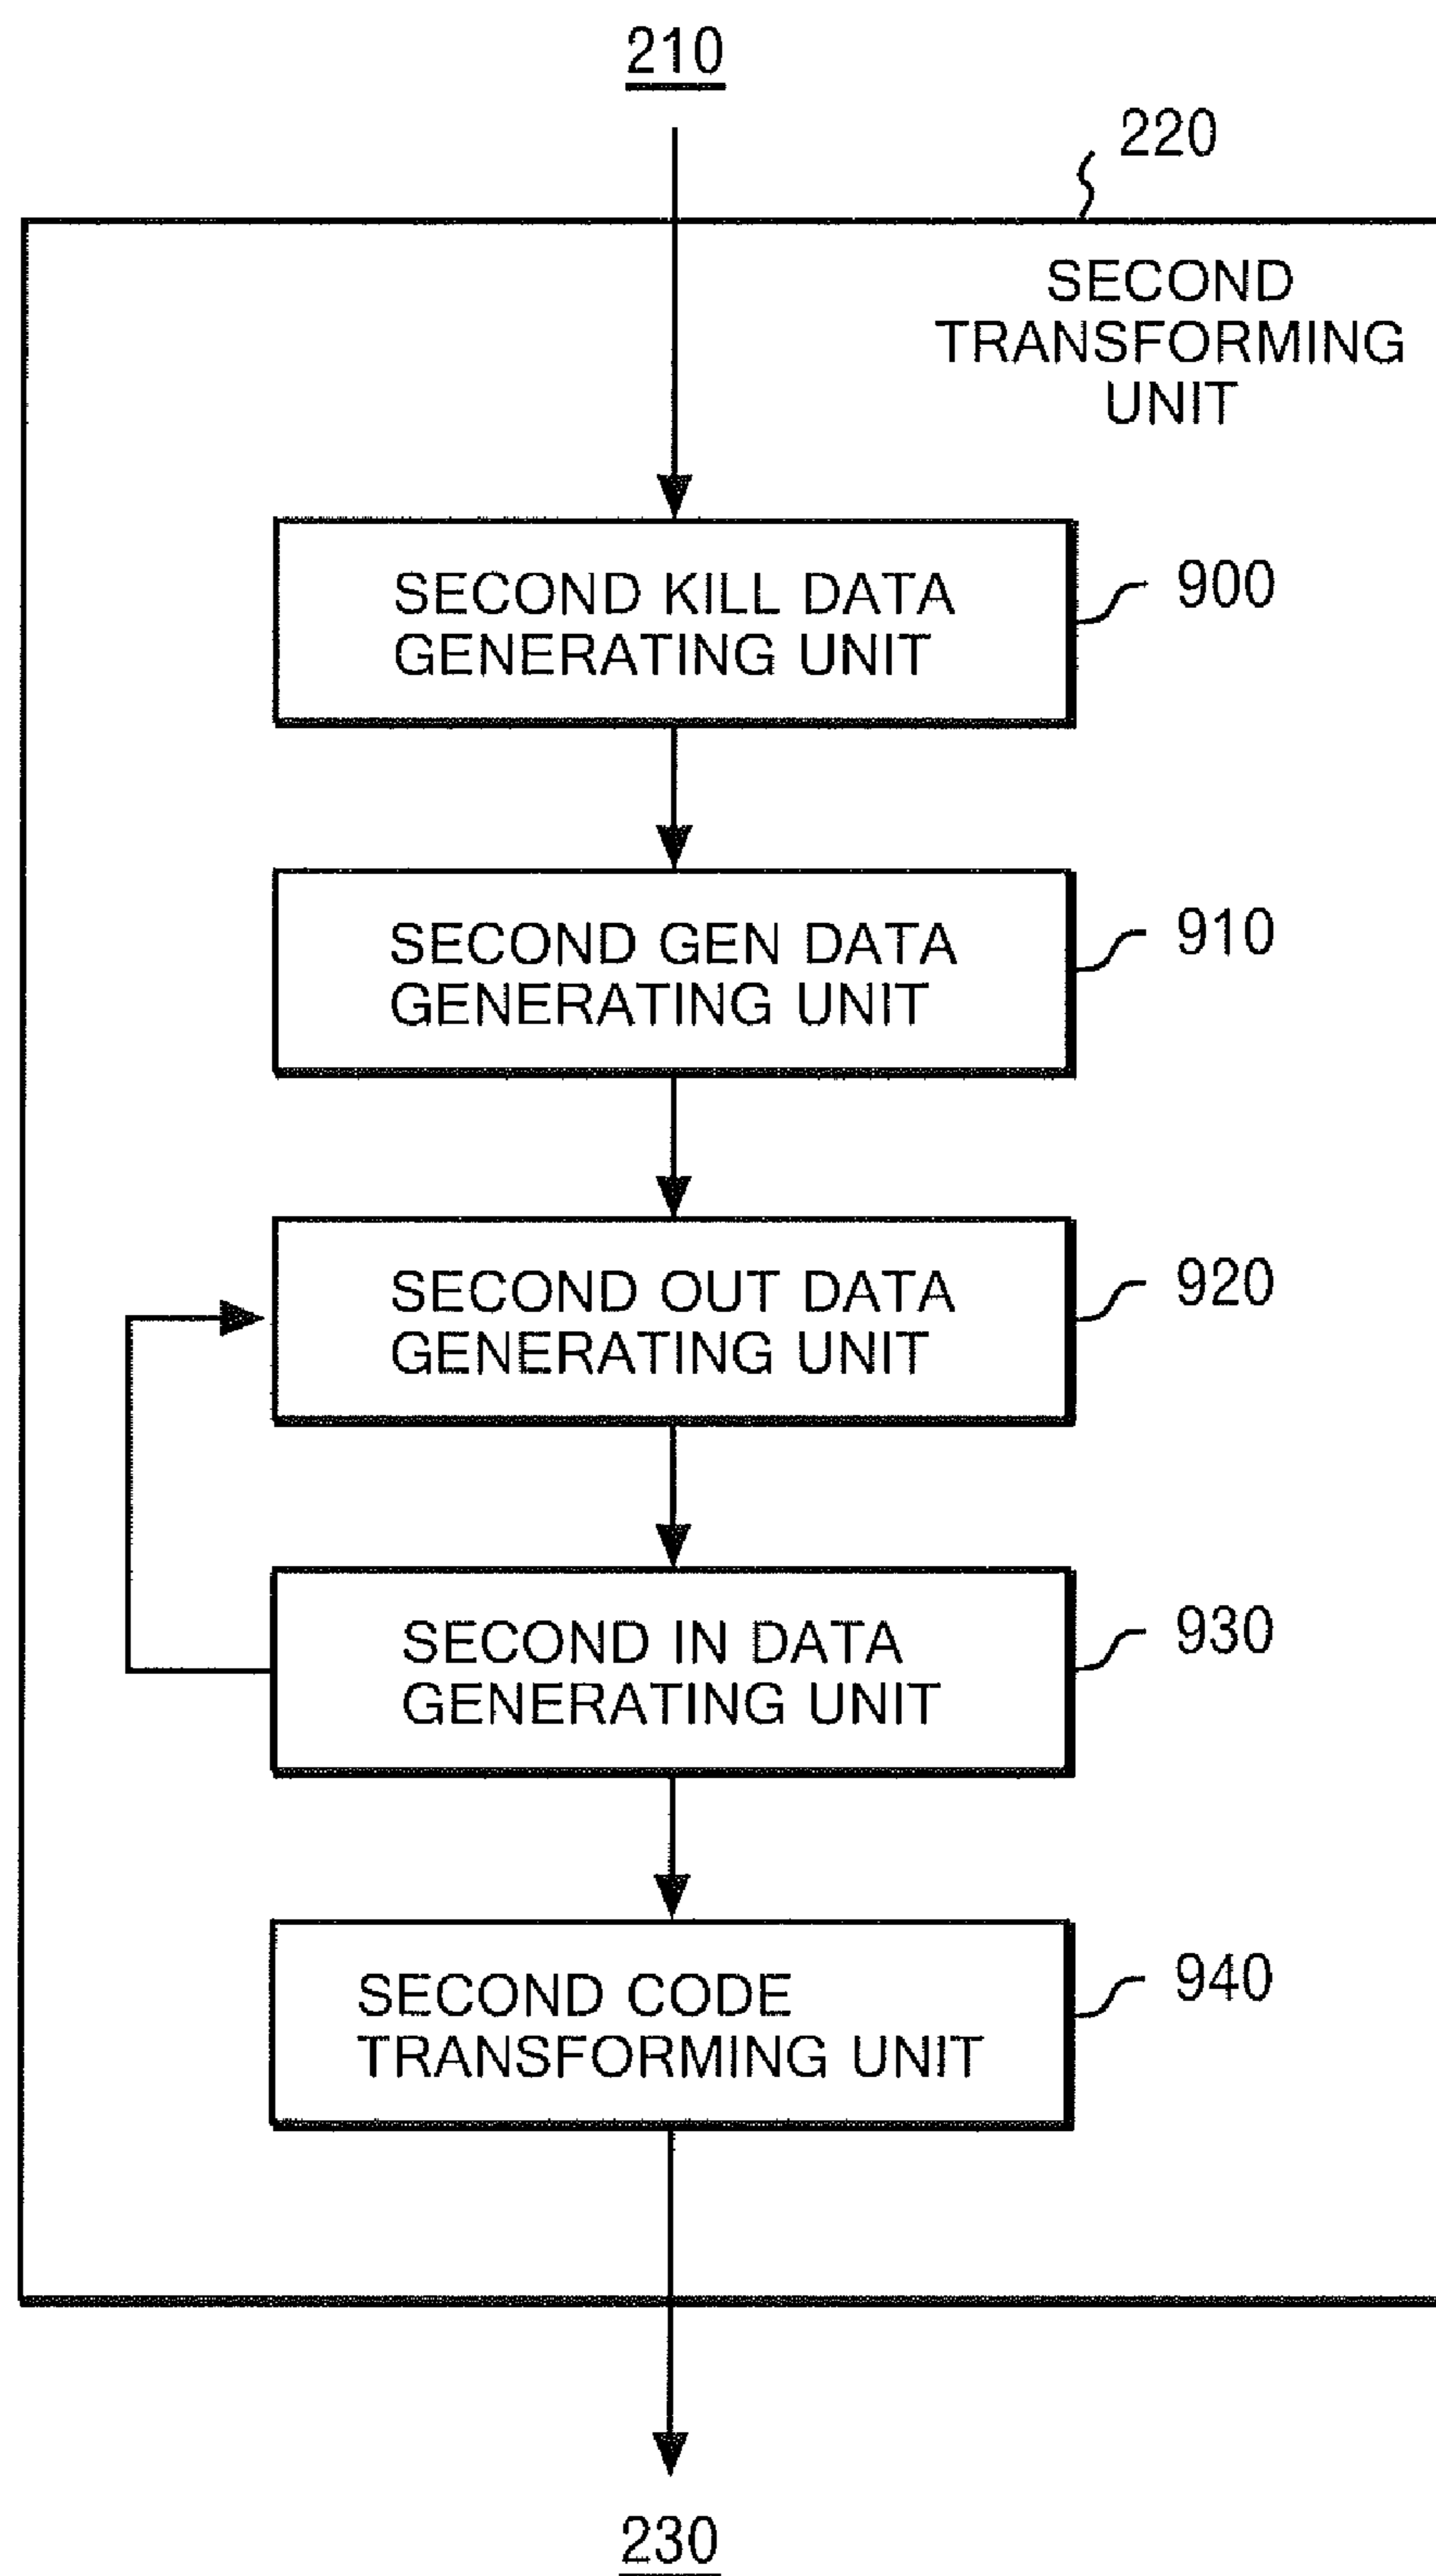 210
220
SECOND
TRANSFORMING
UNIT
SECOND KILL DATA
GENERATING UNIT
900
SECOND GEN DATA
GENERATING UNIT
910
SECOND OUT DATA
GENERATING UNIT
920
SECOND IN DATA
GENERATING UNIT
930
SECOND CODE
TRANSFORMING UNIT
940
230